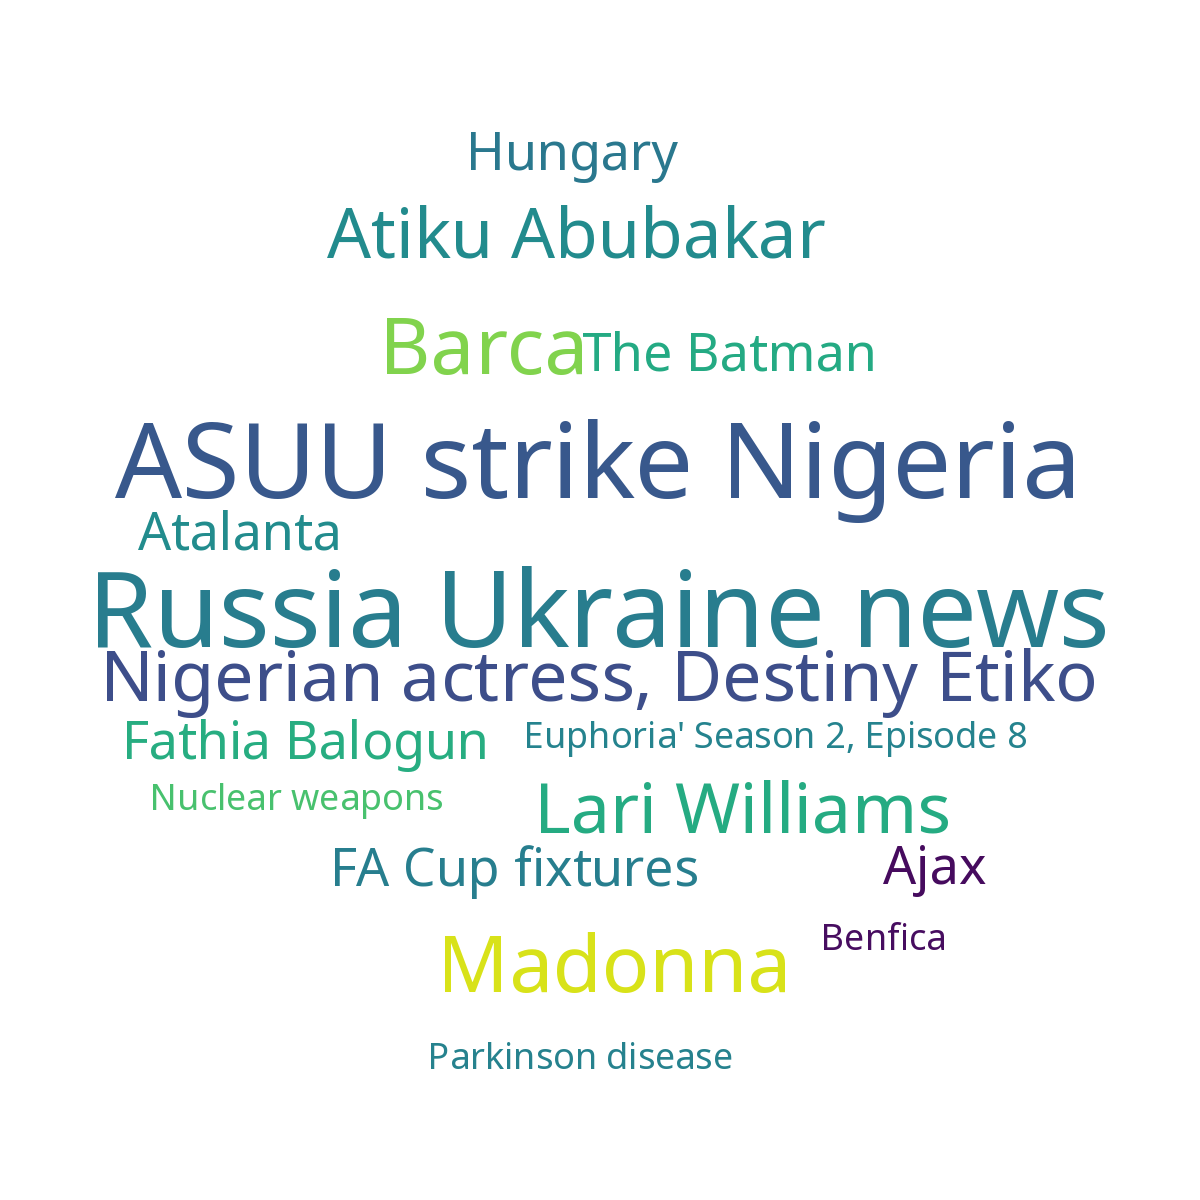 Hungary
Atiku Abubakar
Barca
The Batman
ASUU strike Nigeria
Atalanta
Russia Ukraine news
Nigerian actress, Destiny Etiko
Fathia Balogun
Euphoria' Season 2, Episode 8
Nuclear weapons
Lari Williams
FA Cup fixtures
Ajax
Benfica
Madonna
Parkinson disease